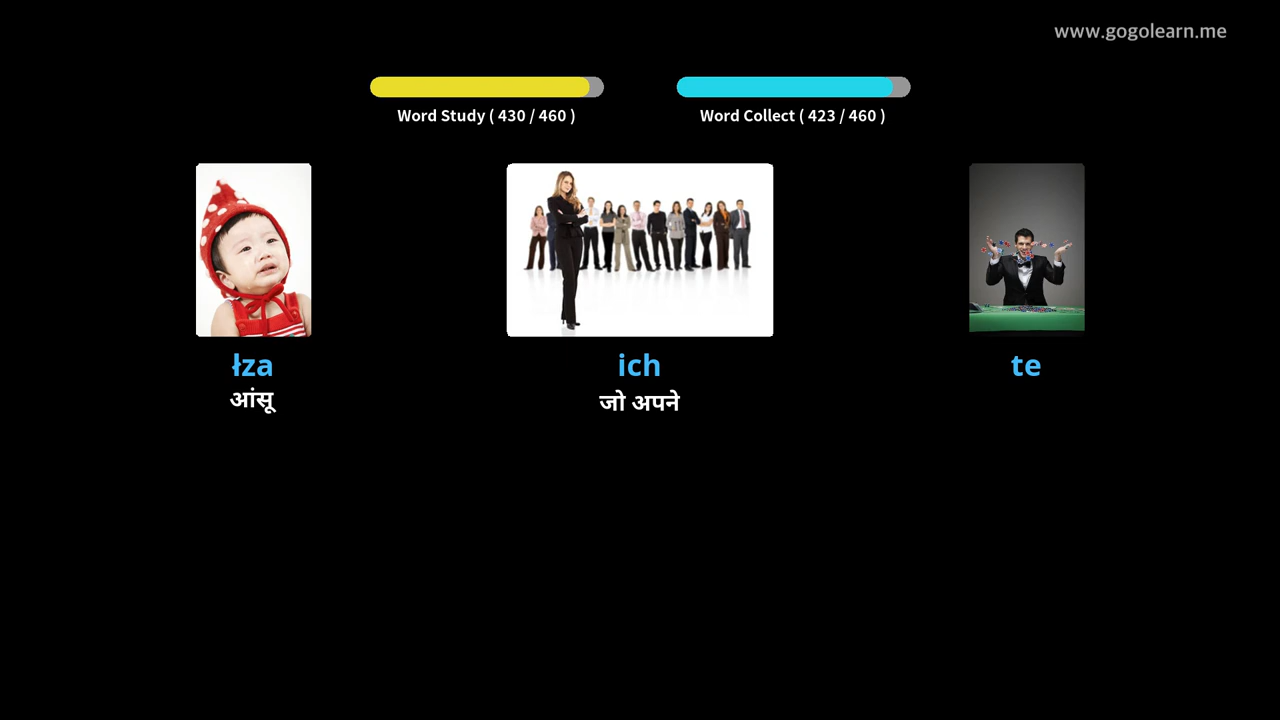 www.gogolearn.me
Word Study ( 430 / 460 )
Word Collect ( 423 / 460 )
łza
ich
te
आंसू
जो अपने